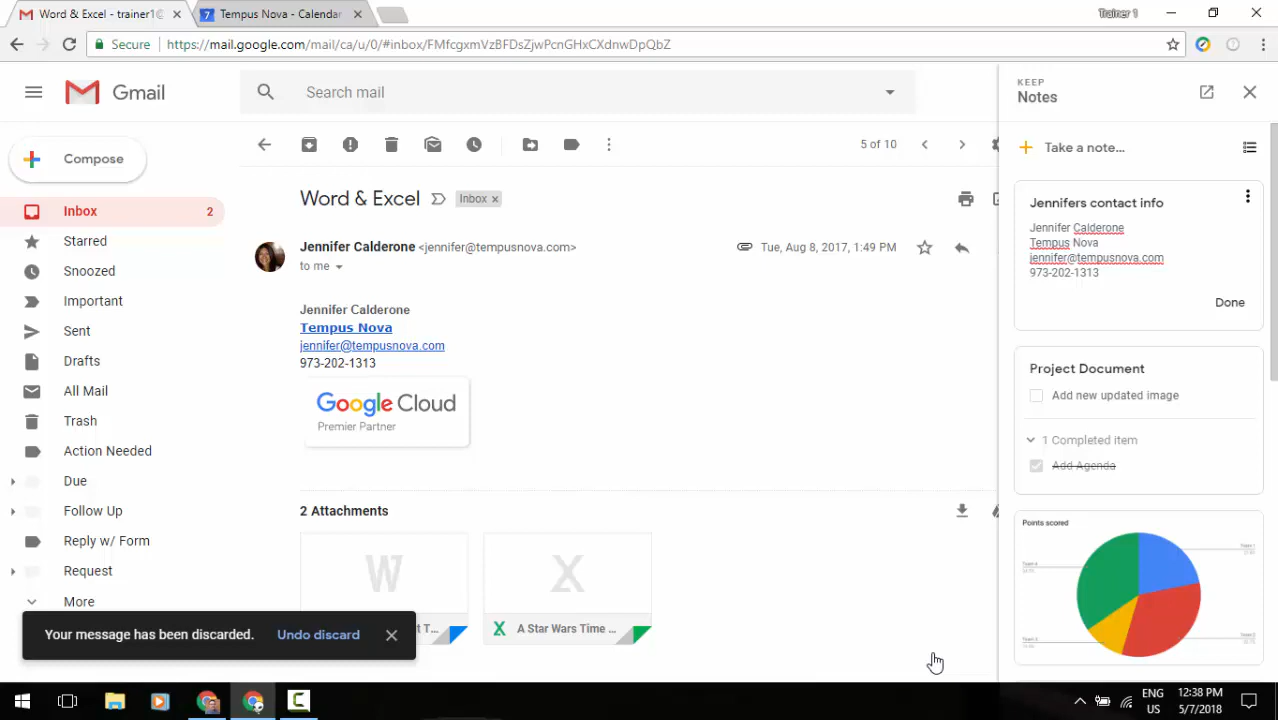 Word & Excel - trainer1@
Tempus Nova - Calendar
Trainer 1
Secure
https://mail.google.com/mail/ca/u/0/#inbox/FMfcgxmVzBFDsZjwPcnGHxCXdnwDpQbZ
Gmail
Search mail
KEEP
Notes
Compose
5 of 10
Take a note...
Inbox
2
Starred
Snoozed
Important
Sent
Drafts
All Mail
Trash
Action Needed
Due
Follow Up
Reply w/ Form
Request
More
Word & Excel
Inbox
Jennifer Calderone <jennifer@tempusnova.com>
Tue, Aug 8, 2017, 1:49 PM
to me
Jennifer Calderone
Tempus Nova
jennifer@tempusnova.com
973-202-1313
Google Cloud
Premier Partner
2 Attachments
W
X
t T...
X
A Star Wars Time ...
Your message has been discarded.
Undo discard
Jennifers contact info
Jennifer Calderone
Tempus Nova
jennifer@tempusnova.com
973-202-1313
Done
Project Document
Add new updated image
1 Completed item
Add Agenda
Points scored
ENG
US
12:38 PM
5/7/2018